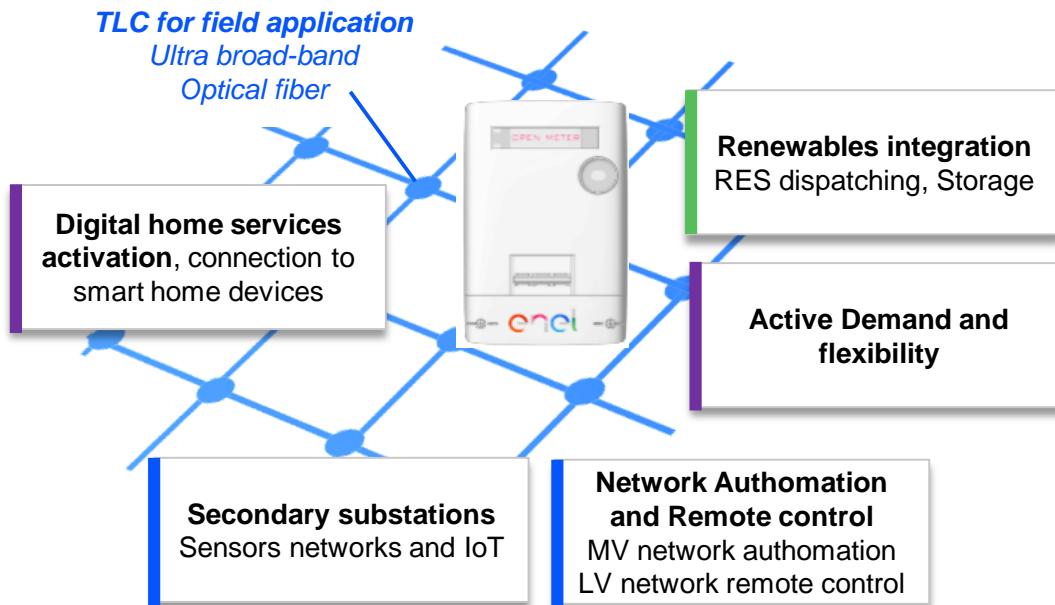 TLC for field application
Ultra broad-band
Optical fiber
OPEN METER
Renewables integration
RES dispatching, Storage
Digital home services
activation, connection to
smart home devices
enel
Active Demand and
flexibility
Secondary substations
Sensors networks and IoT
Network Authomation
and Remote control
MV network authomation
LV network remote control